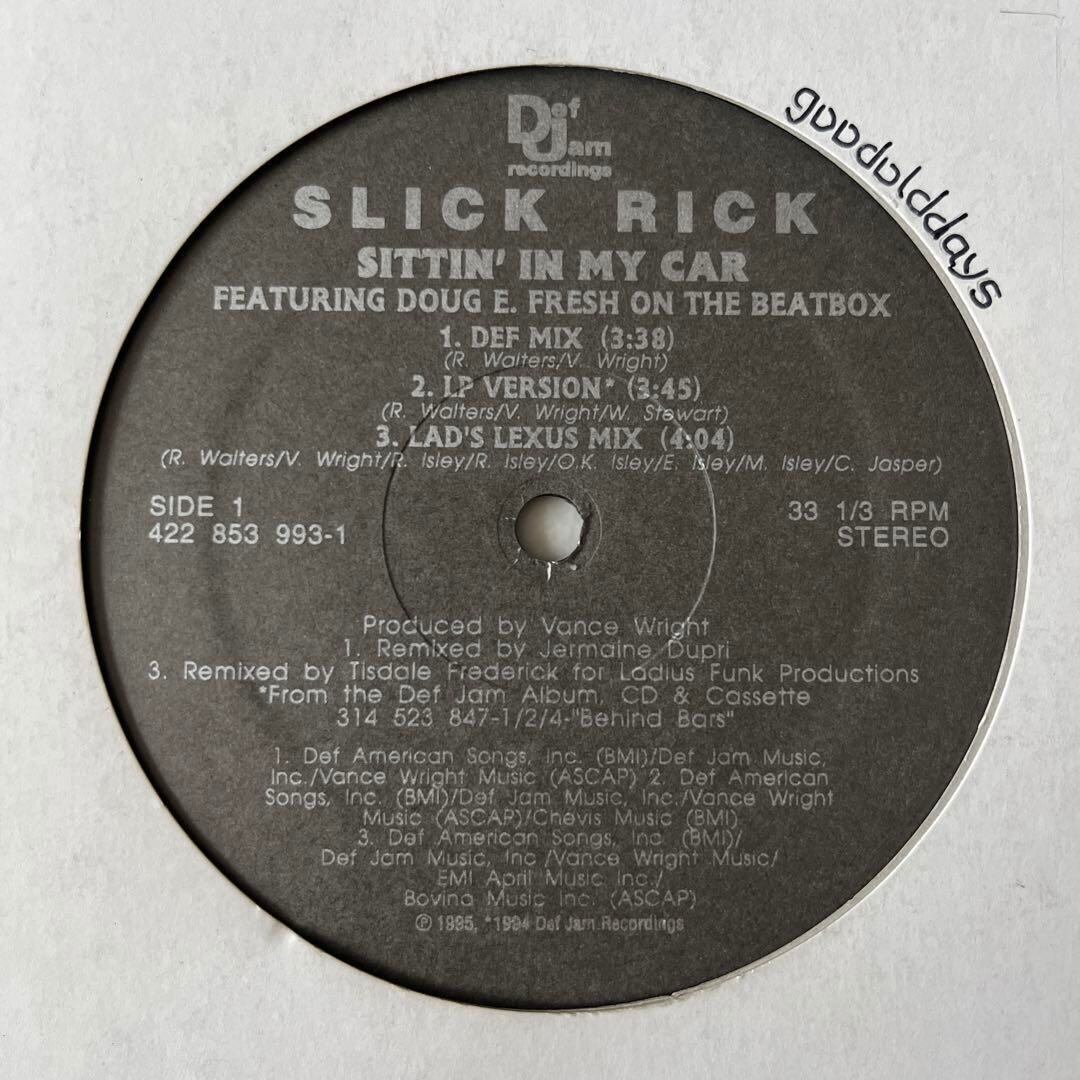 Def
Jam
recordings
SLICK RICK
SITTIN' IN MY CAR
FEATURING DOUG E. FRESH ON THE BEATBOX
1. DEF MIX (3:38)
(R. Walters/V. Wright)
2. LP VERSION* (3:45)
(R. Walters/V. Wright/W. Stewart)
3. LAD'S LEXUS MIX (4:04)
(R. Walters/V. Wright/R. Isley/R. Isley/O.K. Isley/E. Isley/M. Isley/C. Jasper)
SIDE 1
422 853 993-1
33 1/3 RPM
STEREO
Produced by Vance Wright
1. Remixed by Jermaine Dupri
3. Remixed by Tisdale Frederick for Ladius Funk Productions
*From the Def Jam Album, CD & Cassette
314 523 847-1/2/4-"Behind Bars"
1. Def American Songs, Inc. (BMI)/Def Jam Music,
Inc./Vance Wright Music (ASCAP) 2. Def American
Songs, Inc. (BMI)/Def Jam Music, Inc./Vance Wright
Music (ASCAP)/Chevis Music (BMI)
3. Def American Songs, Inc. (BMI)/
Def Jam Music, Inc./Vance Wright Music/
EMI April Music Inc./
Bovina Music Inc. (ASCAP)
℗ 1995, *1994 Def Jam Recordings
goodolddays